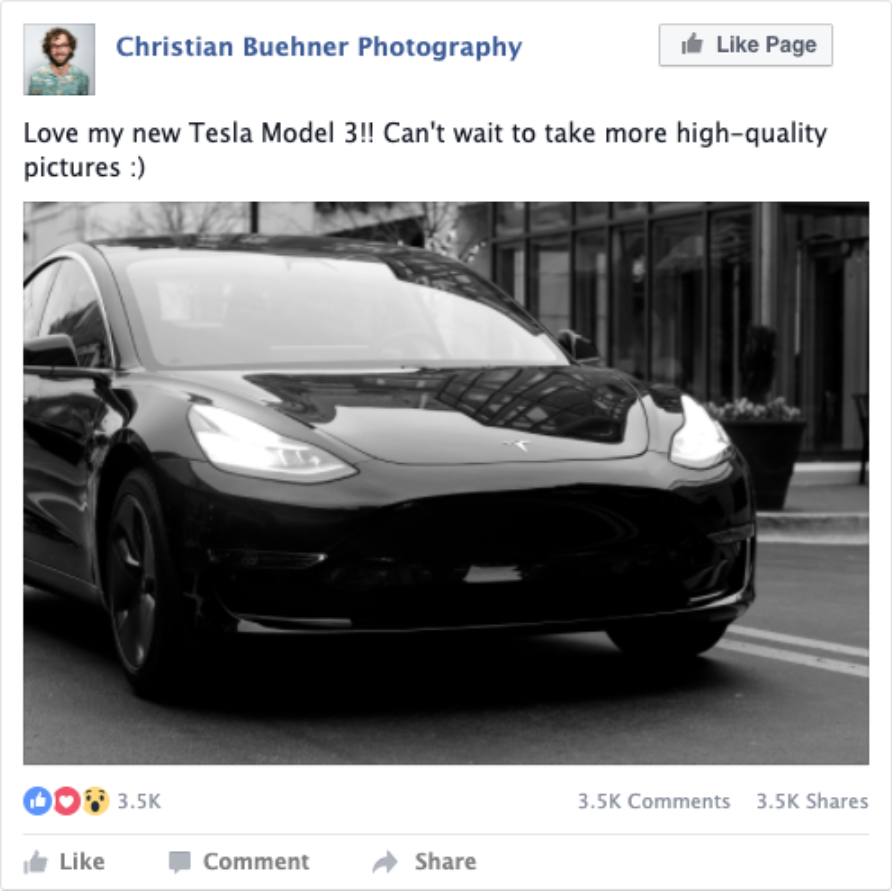 Christian Buehner Photography
Like Page
Love my new Tesla Model 3!! Can't wait to take more high-quality
pictures :)
3.5K
3.5K Comments
3.5K Shares
Like
Comment
Share